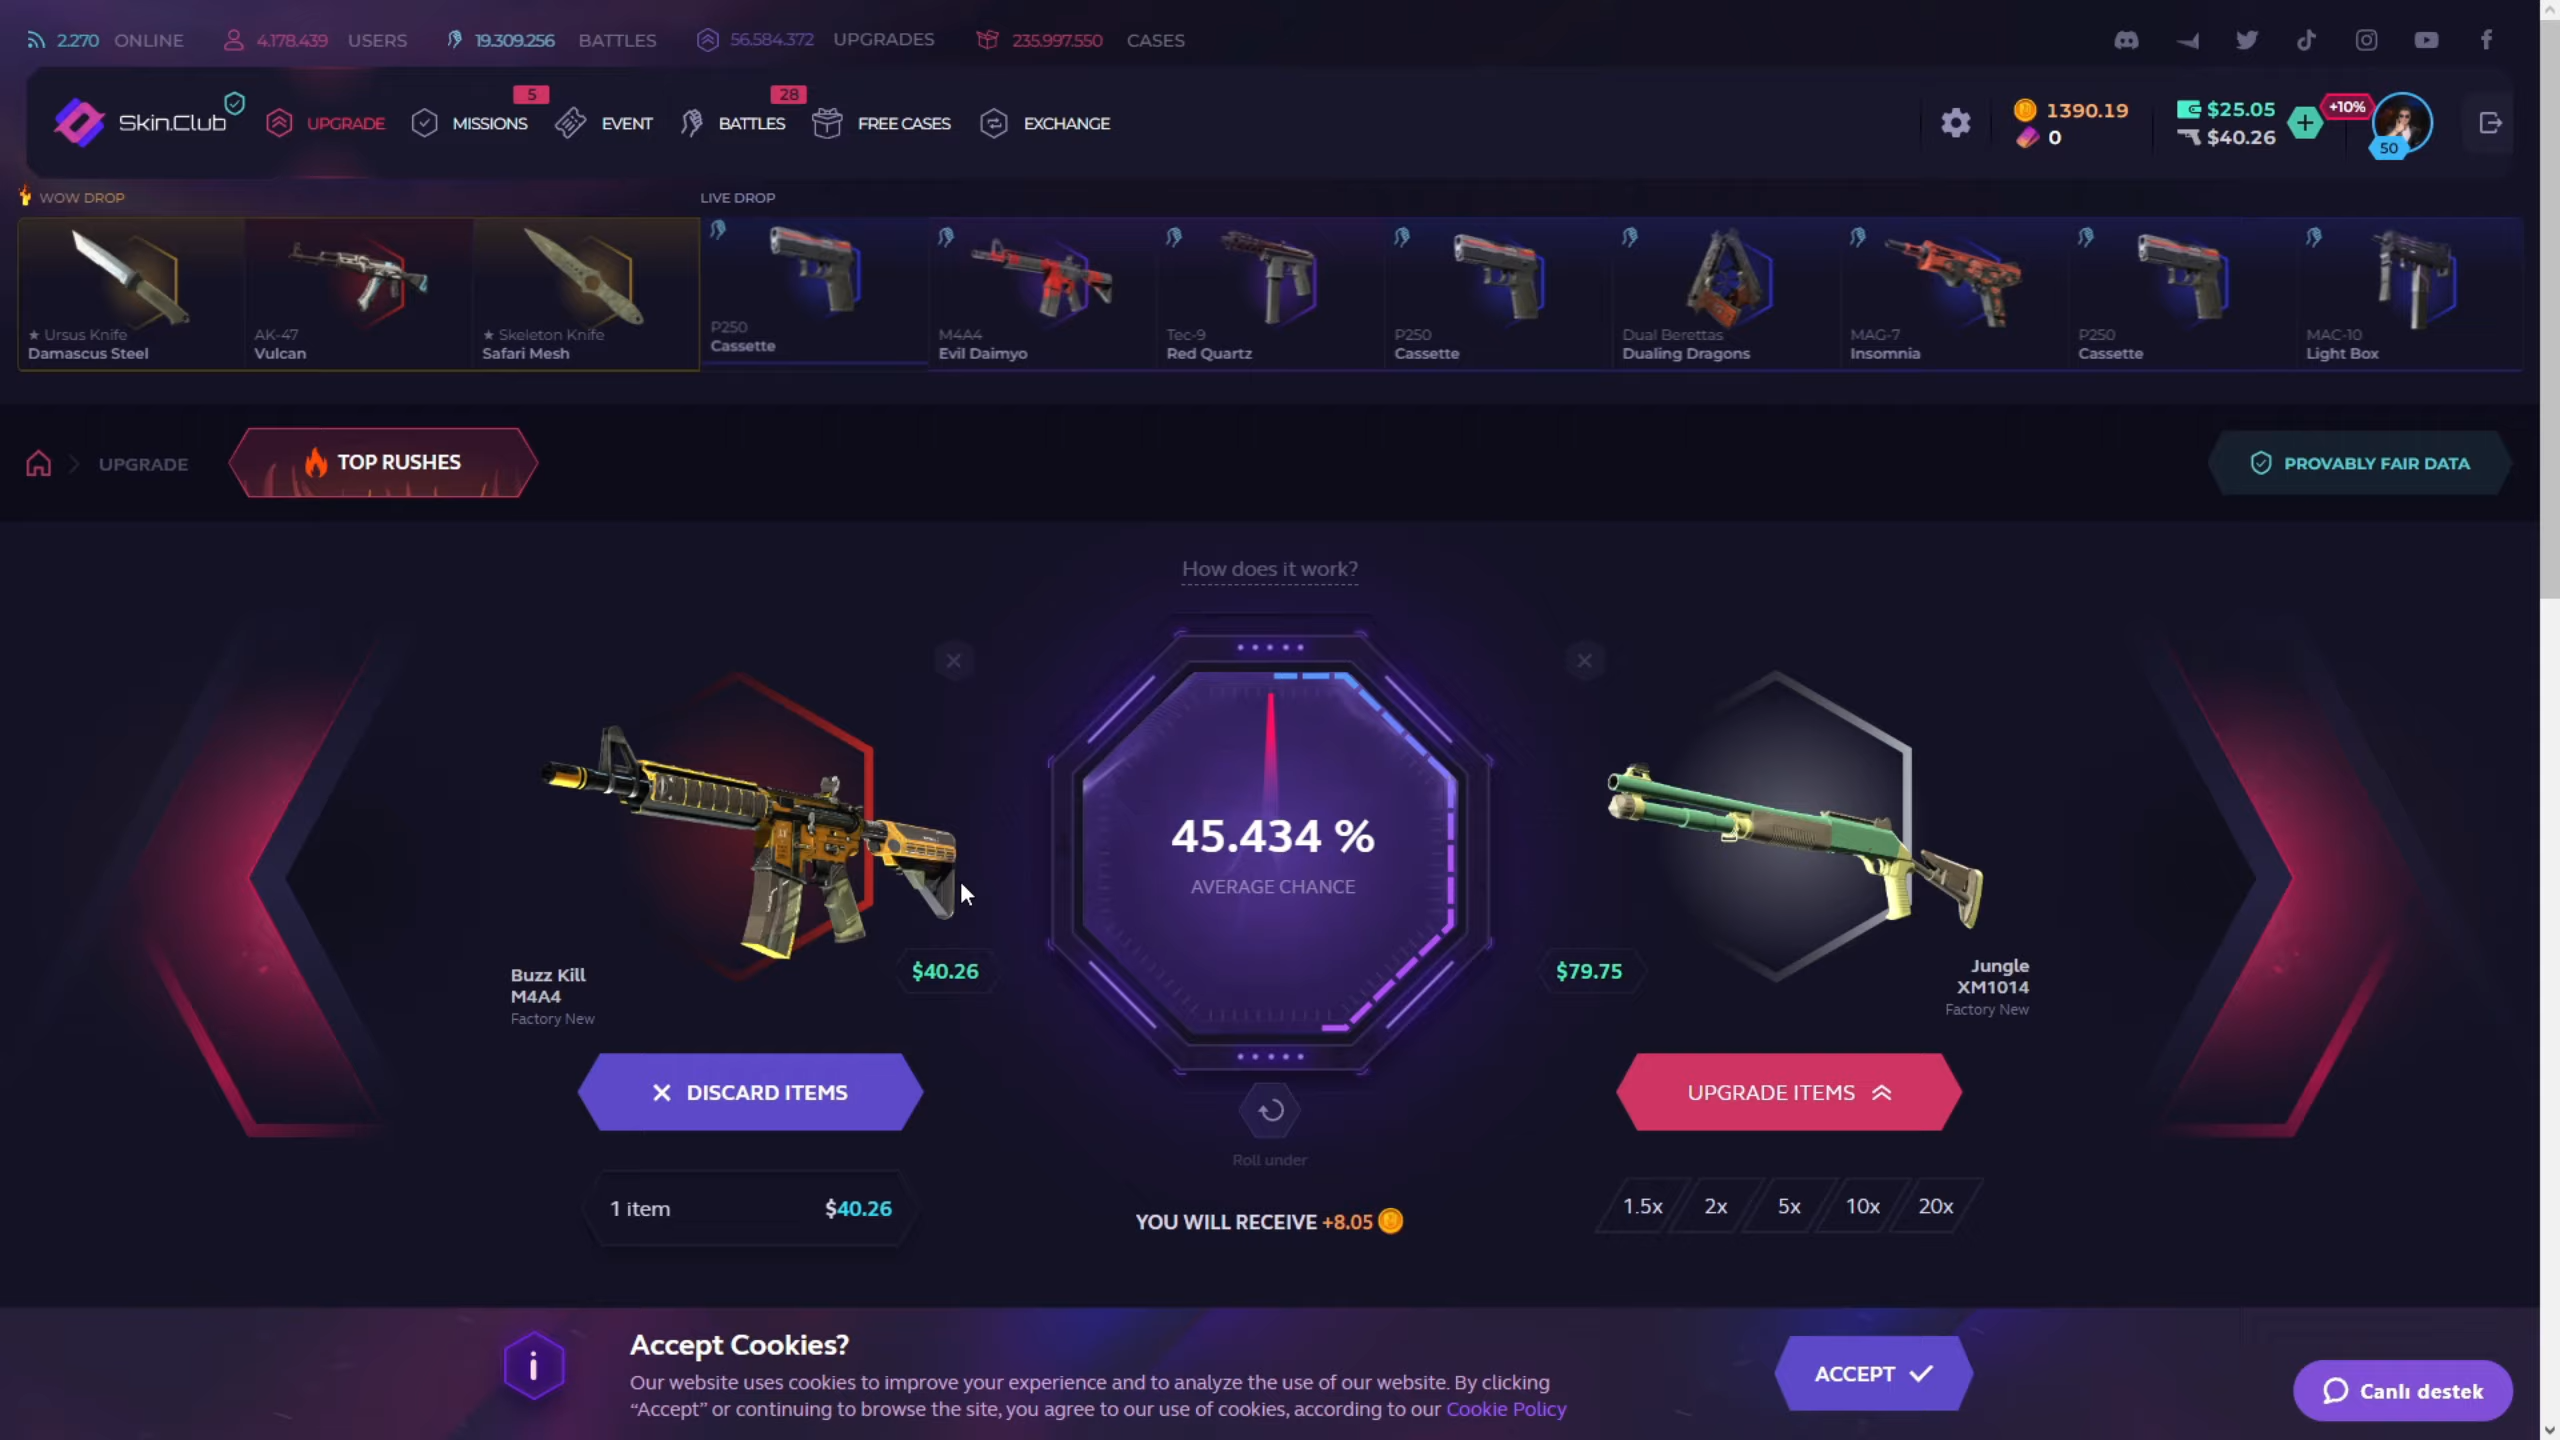 2.270 ONLINE 4.178.439 USERS 19.309.256 BATTLES 56.584.372 UPGRADES 235.997.550 CASES
Skin.Club UPGRADE 5 MISSIONS EVENT 28 BATTLES FREE CASES EXCHANGE
1390.19
0
$25.05
$40.26
+10%
50
WOW DROP LIVE DROP
★ Ursus Knife
Damascus Steel
AK-47
Vulcan
★ Skeleton Knife
Safari Mesh
P250
Cassette
M4A4
Evil Daimyo
Tec-9
Red Quartz
P250
Cassette
Dual Berettas
Dualing Dragons
MAG-7
Insomnia
P250
Cassette
MAC-10
Light Box
UPGRADE TOP RUSHES PROVABLY FAIR DATA
How does it work?
45.434 %
AVERAGE CHANCE
Buzz Kill
M4A4
Factory New
$40.26
$79.75
Jungle
XM1014
Factory New
DISCARD ITEMS
UPGRADE ITEMS
Roll under
1 item $40.26
YOU WILL RECEIVE +8.05
1.5x 2x 5x 10x 20x
Accept Cookies?
Our website uses cookies to improve your experience and to analyze the use of our website. By clicking
“Accept” or continuing to browse the site, you agree to our use of cookies, according to our Cookie Policy
ACCEPT
Canlı destek